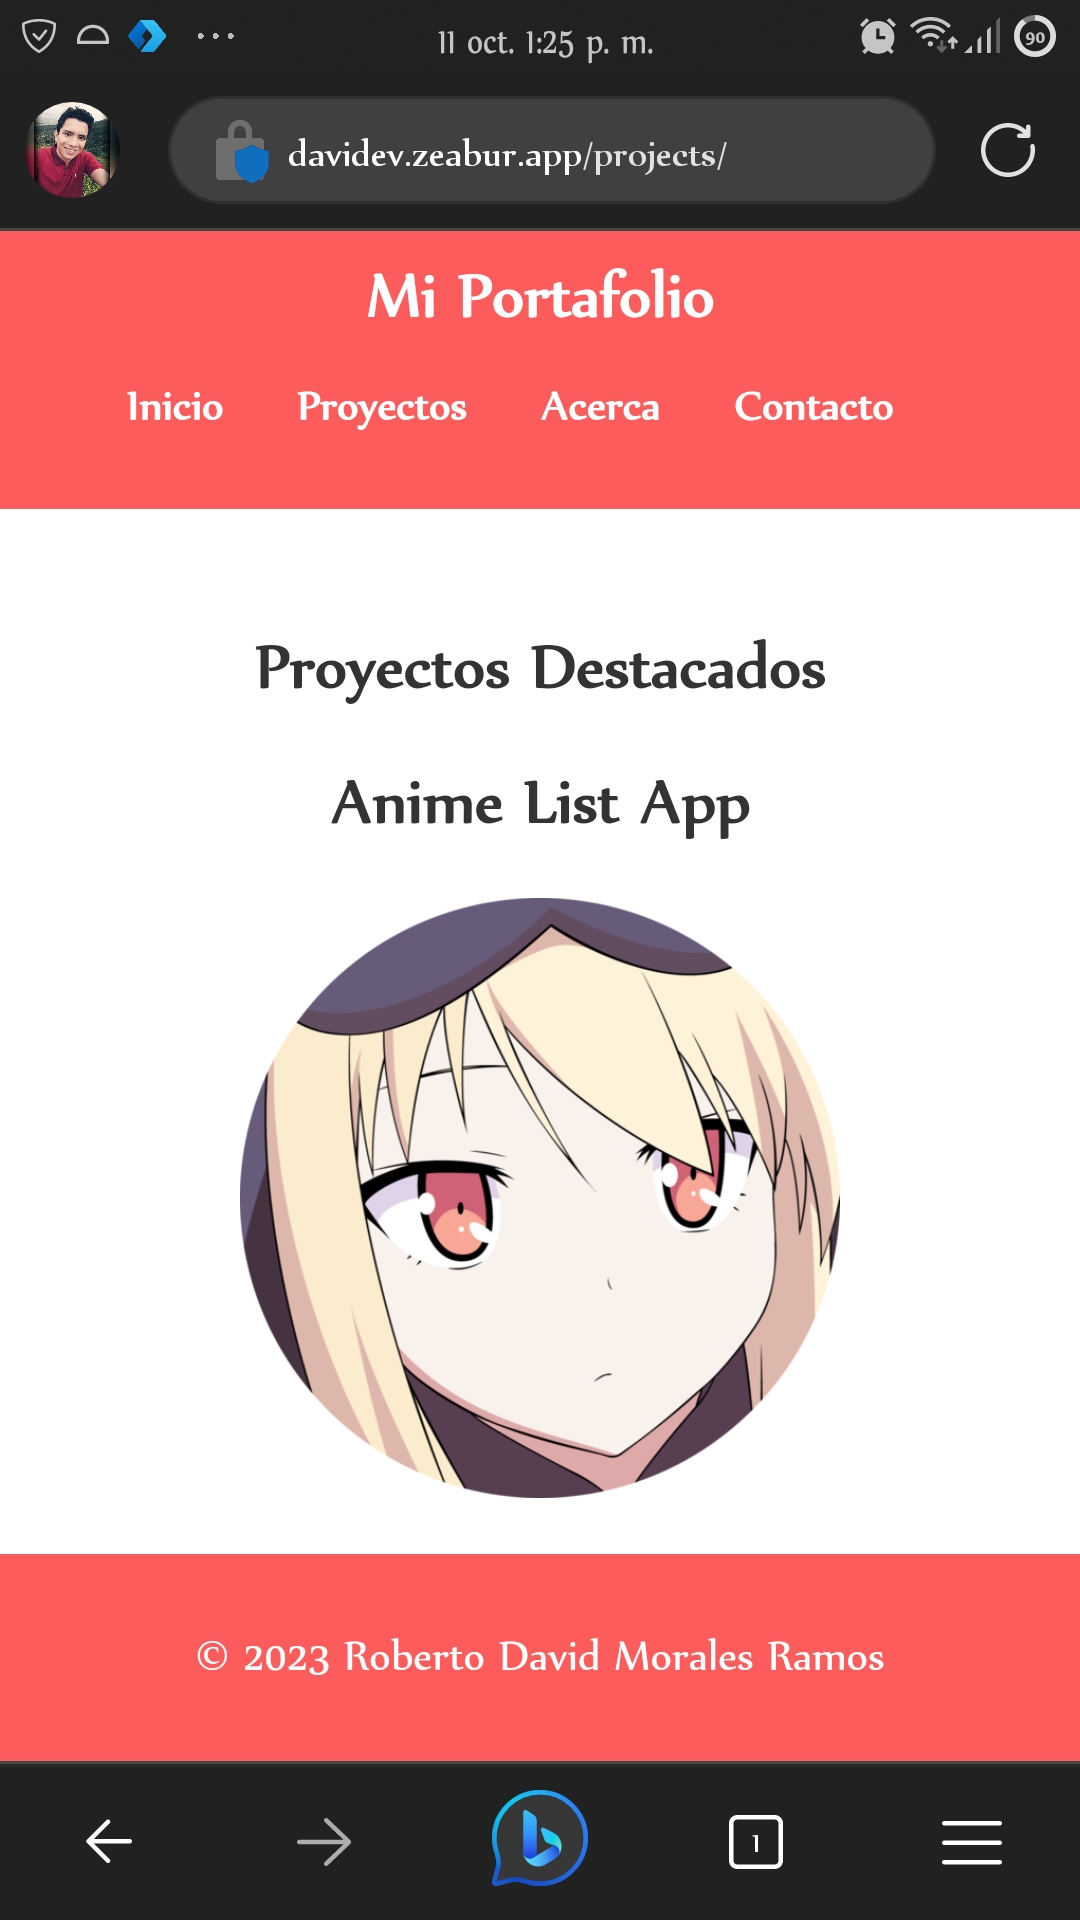 11 oct. 1:25 p. m.
90
davidev.zeabur.app/projects/
Mi Portafolio
Inicio Proyectos Acerca Contacto
Proyectos Destacados
Anime List App
© 2023 Roberto David Morales Ramos
1